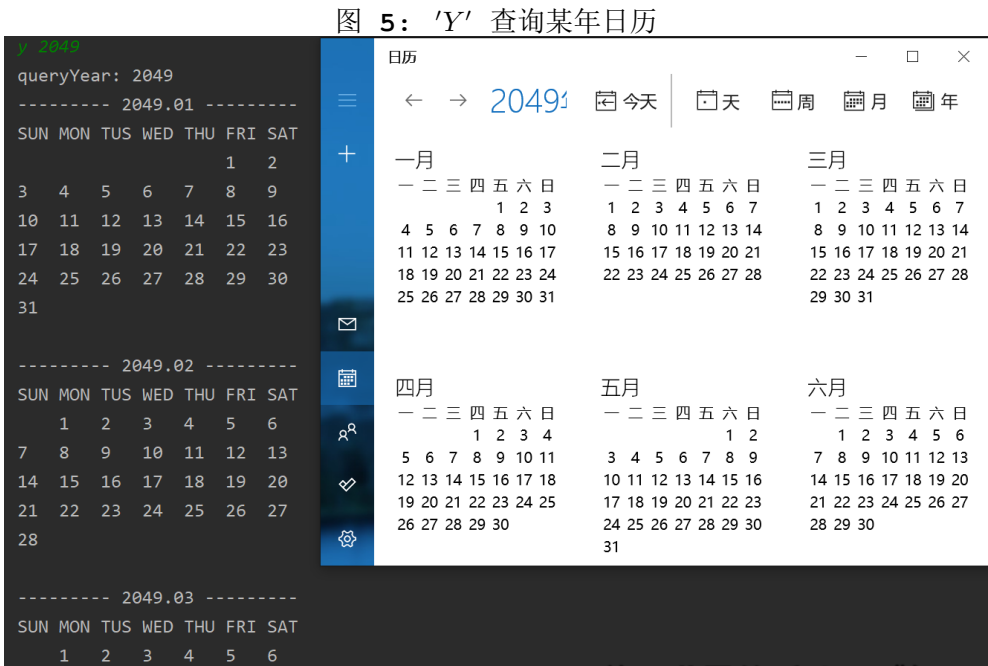 图 5: 'Y' 查询某年日历
y 2049
queryYear: 2049
--------- 2049.01 ---------
SUN MON TUS WED THU FRI SAT
1 2
3 4 5 6 7 8 9
10 11 12 13 14 15 16
17 18 19 20 21 22 23
24 25 26 27 28 29 30
31
--------- 2049.02 ---------
SUN MON TUS WED THU FRI SAT
1 2 3 4 5 6
7 8 9 10 11 12 13
14 15 16 17 18 19 20
21 22 23 24 25 26 27
28
--------- 2049.03 ---------
SUN MON TUS WED THU FRI SAT
1 2 3 4 5 6
日历
2049 今天 天 周 月 年
一月
一 二 三 四 五 六 日
1 2 3
4 5 6 7 8 9 10
11 12 13 14 15 16 17
18 19 20 21 22 23 24
25 26 27 28 29 30 31
二月
一 二 三 四 五 六 日
1 2 3 4 5 6 7
8 9 10 11 12 13 14
15 16 17 18 19 20 21
22 23 24 25 26 27 28
三月
一 二 三 四 五 六 日
1 2 3 4 5 6 7
8 9 10 11 12 13 14
15 16 17 18 19 20 21
22 23 24 25 26 27 28
29 30 31
四月
一 二 三 四 五 六 日
1 2 3 4
5 6 7 8 9 10 11
12 13 14 15 16 17 18
19 20 21 22 23 24 25
26 27 28 29 30
五月
一 二 三 四 五 六 日
1 2
3 4 5 6 7 8 9
10 11 12 13 14 15 16
17 18 19 20 21 22 23
24 25 26 27 28 29 30
31
六月
一 二 三 四 五 六 日
1 2 3 4 5 6
7 8 9 10 11 12 13
14 15 16 17 18 19 20
21 22 23 24 25 26 27
28 29 30